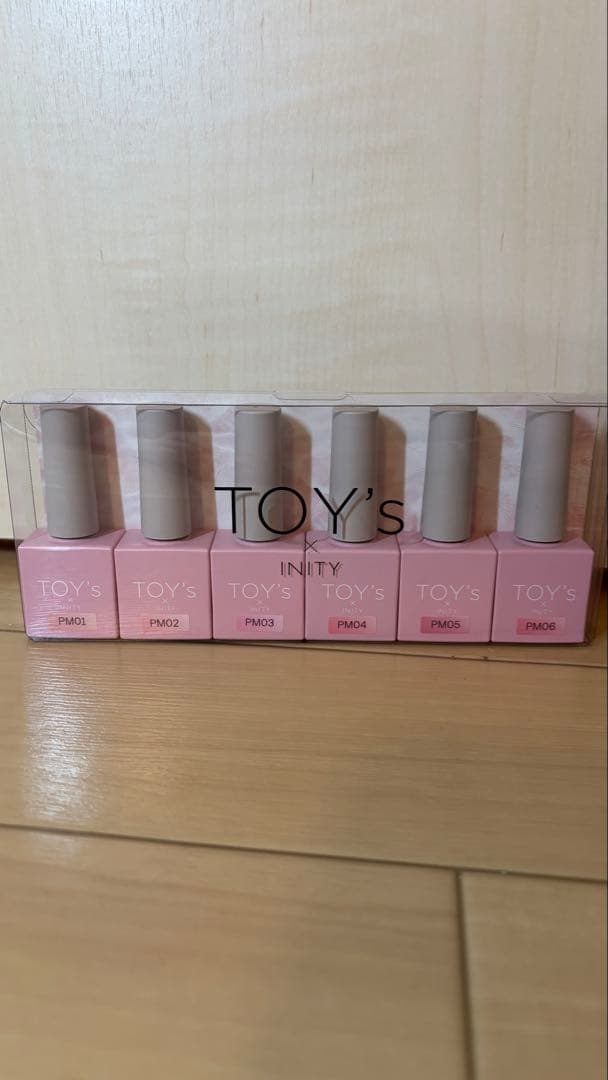 TOY's
×
INITY
TOY's
×
INITY
PM01
TOY's
×
INITY
PM02
TOY's
×
INITY
PM03
TOY's
×
INITY
PM04
TOY's
×
INITY
PM05
TOY's
×
INITY
PM06